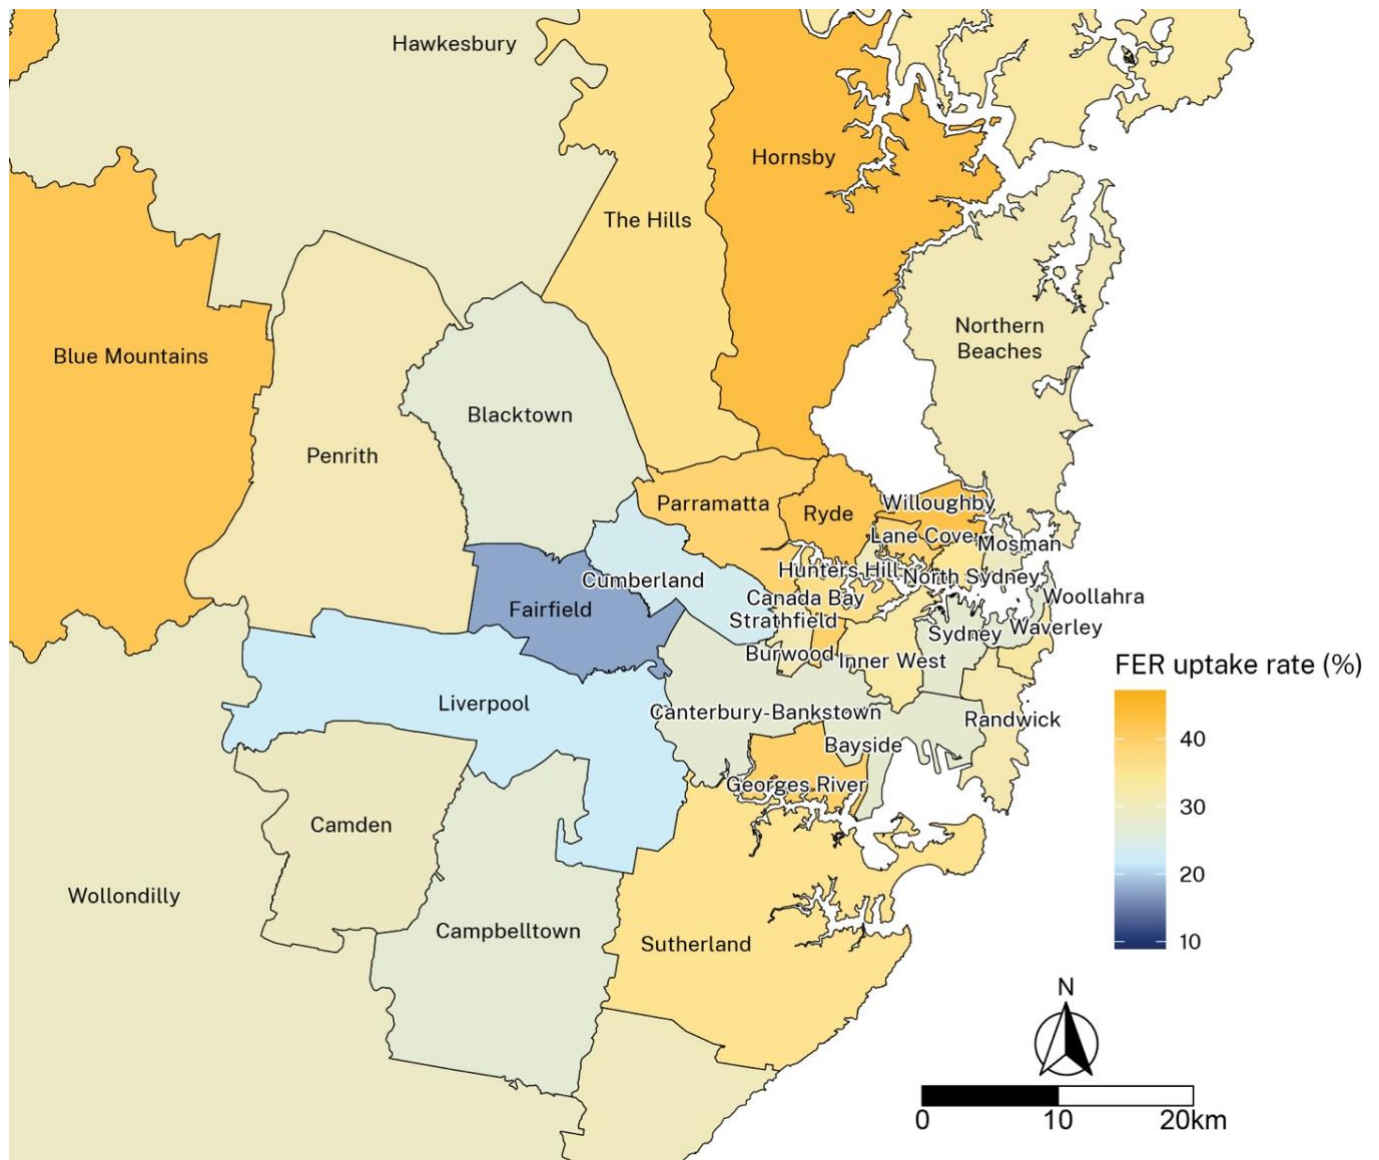 Hawkesbury
Hornsby
The Hills
Northern
Beaches
Blue Mountains
Blacktown
Penrith
Parramatta
Ryde
Willoughby
Lane Cove
Mosman
Hunters Hill
North Sydney
Cumberland
Canada Bay
Woollahra
Fairfield
Strathfield
Sydney
Waverley
Burwood
Inner West
FER uptake rate (%)
Liverpool
Canterbury-Bankstown
Randwick
Bayside
40
Georges River
30
Camden
20
Wollondilly
Campbelltown
Sutherland
10
N
0 10 20km